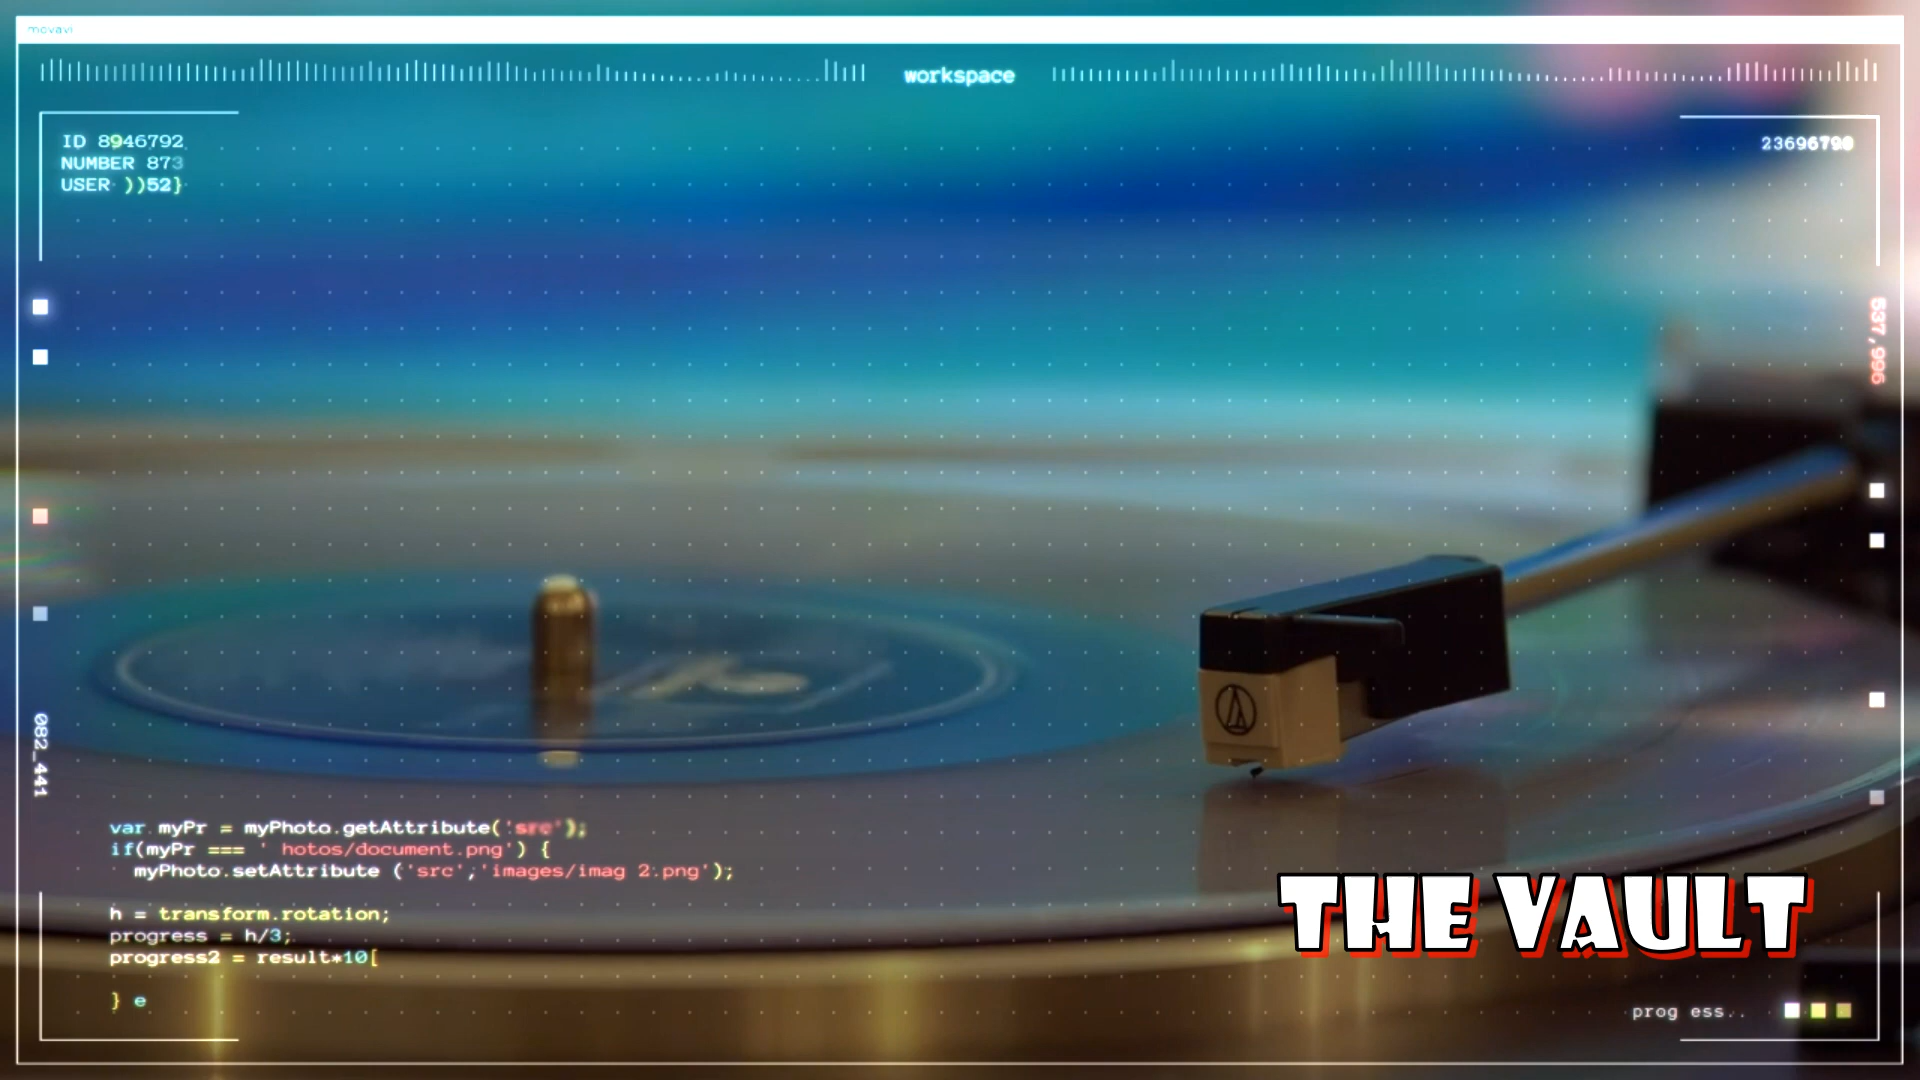 movavi
workspace
ID 8946792
NUMBER 873
USER ))52}
23696790
537,996
082_441
var myPr = myPhoto.getAttribute('src');
if(myPr === ' hotos/document.png') {
myPhoto.setAttribute ('src','images/imag 2.png');
h = transform.rotation;
progress = h/3;
progress2 = result*10[
} e
THE VAULT
prog ess..